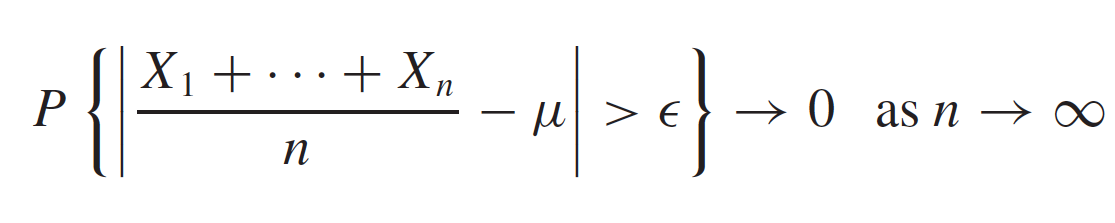 P{|X₁ + ··· + Xₙ / n − μ| > ϵ} → 0 as n → ∞